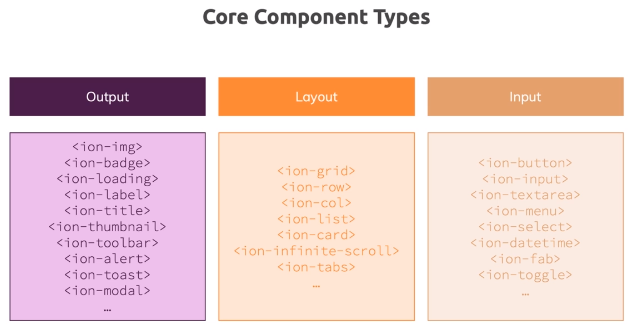 Core Component Types
Output
<ion-img>
<ion-badge>
<ion-loading>
<ion-label>
<ion-title>
<ion-thumbnail>
<ion-toolbar>
<ion-alert>
<ion-toast>
<ion-modal>
…
Layout
<ion-grid>
<ion-row>
<ion-col>
<ion-list>
<ion-card>
<ion-infinite-scroll>
<ion-tabs>
…
Input
<ion-button>
<ion-input>
<ion-textarea>
<ion-menu>
<ion-select>
<ion-datetime>
<ion-fab>
<ion-toggle>
…